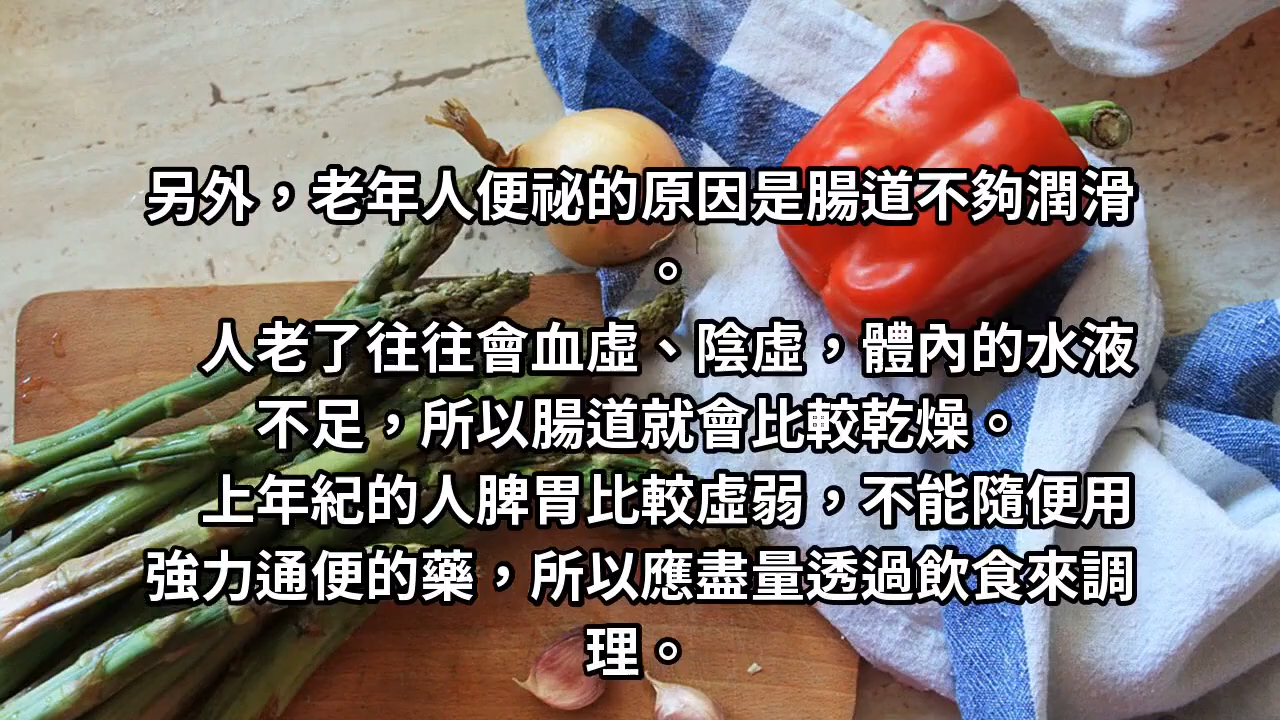 另外，老年人便祕的原因是腸道不夠潤滑
。
人老了往往會血虛、陰虛，體內的水液
不足，所以腸道就會比較乾燥。
上年紀的人脾胃比較虛弱，不能隨便用
強力通便的藥，所以應盡量透過飲食來調
理。